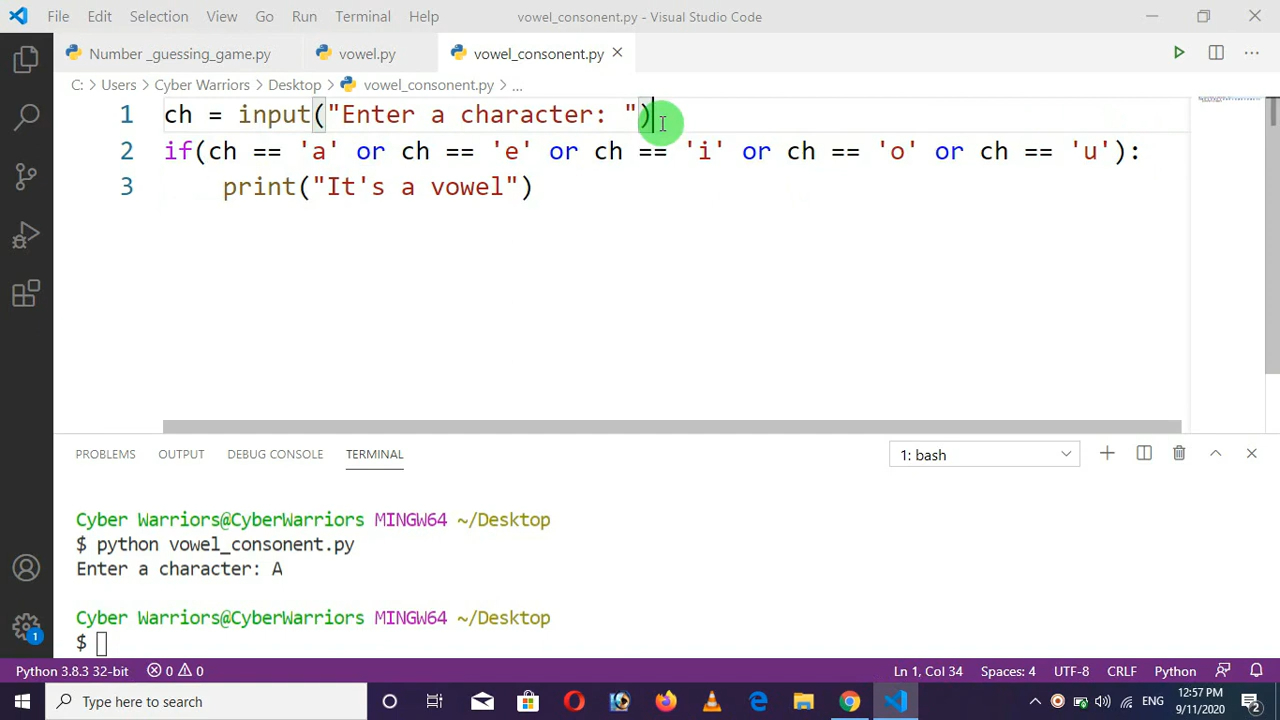 File Edit Selection View Go Run Terminal Help vowel_consonent.py - Visual Studio Code
Number _guessing_game.py vowel.py vowel_consonent.py
C: > Users > Cyber Warriors > Desktop > vowel_consonent.py > ...
1 ch = input("Enter a character: ")
2 if(ch == 'a' or ch == 'e' or ch == 'i' or ch == 'o' or ch == 'u'):
3 print("It's a vowel")
PROBLEMS OUTPUT DEBUG CONSOLE TERMINAL 1: bash
Cyber Warriors@CyberWarriors MINGW64 ~/Desktop
$ python vowel_consonent.py
Enter a character: A
Cyber Warriors@CyberWarriors MINGW64 ~/Desktop
$
1
Python 3.8.3 32-bit 0 0 Ln 1, Col 34 Spaces: 4 UTF-8 CRLF Python
Type here to search ENG 12:57 PM
9/11/2020 2